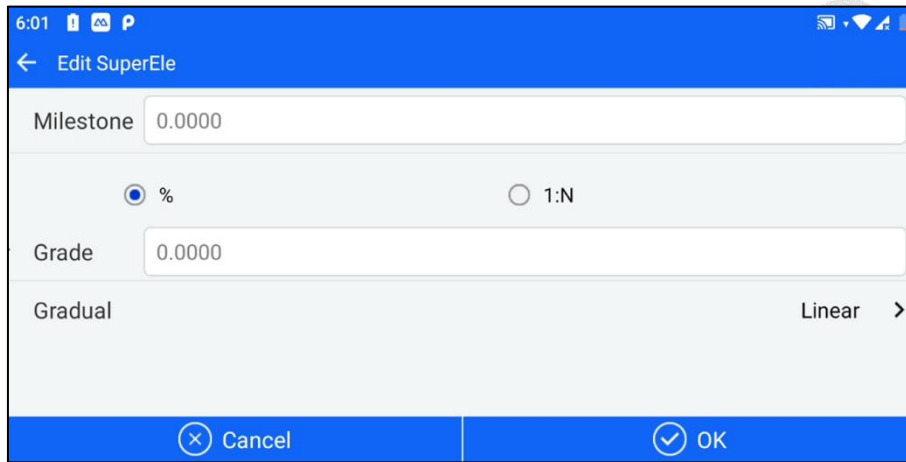 6:01
Edit SuperEle
Milestone 0.0000
% 1:N
Grade 0.0000
Gradual Linear
Cancel OK